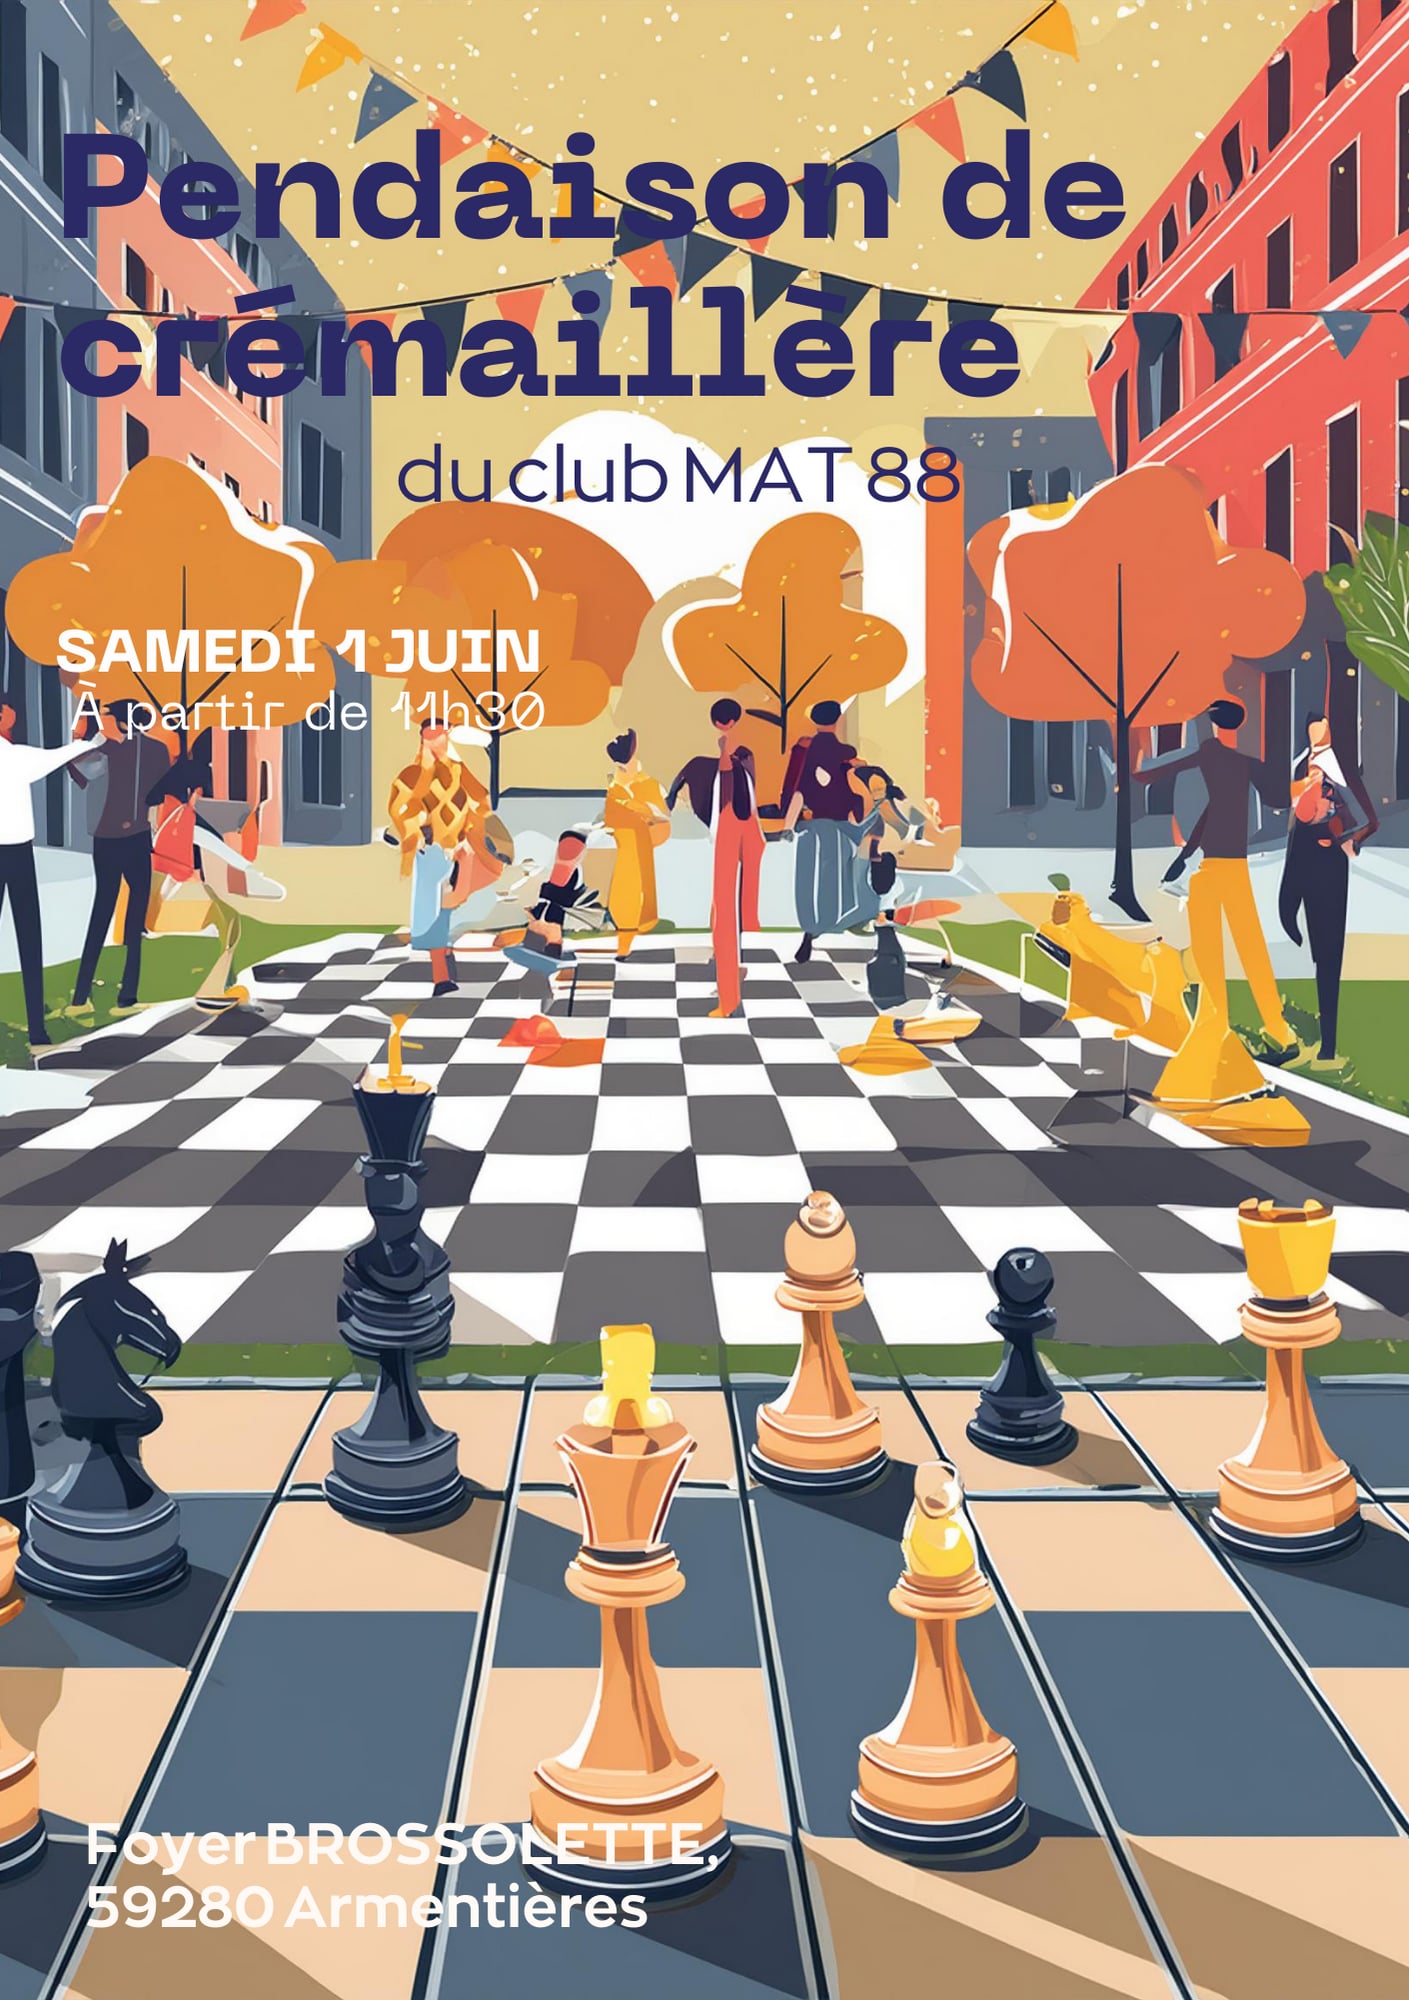 Pendaison de
crémaillère
du club MAT 88
SAMEDI 1 JUIN
À partir de 11h30
Foyer BROSSOLETTE,
59280 Armentières